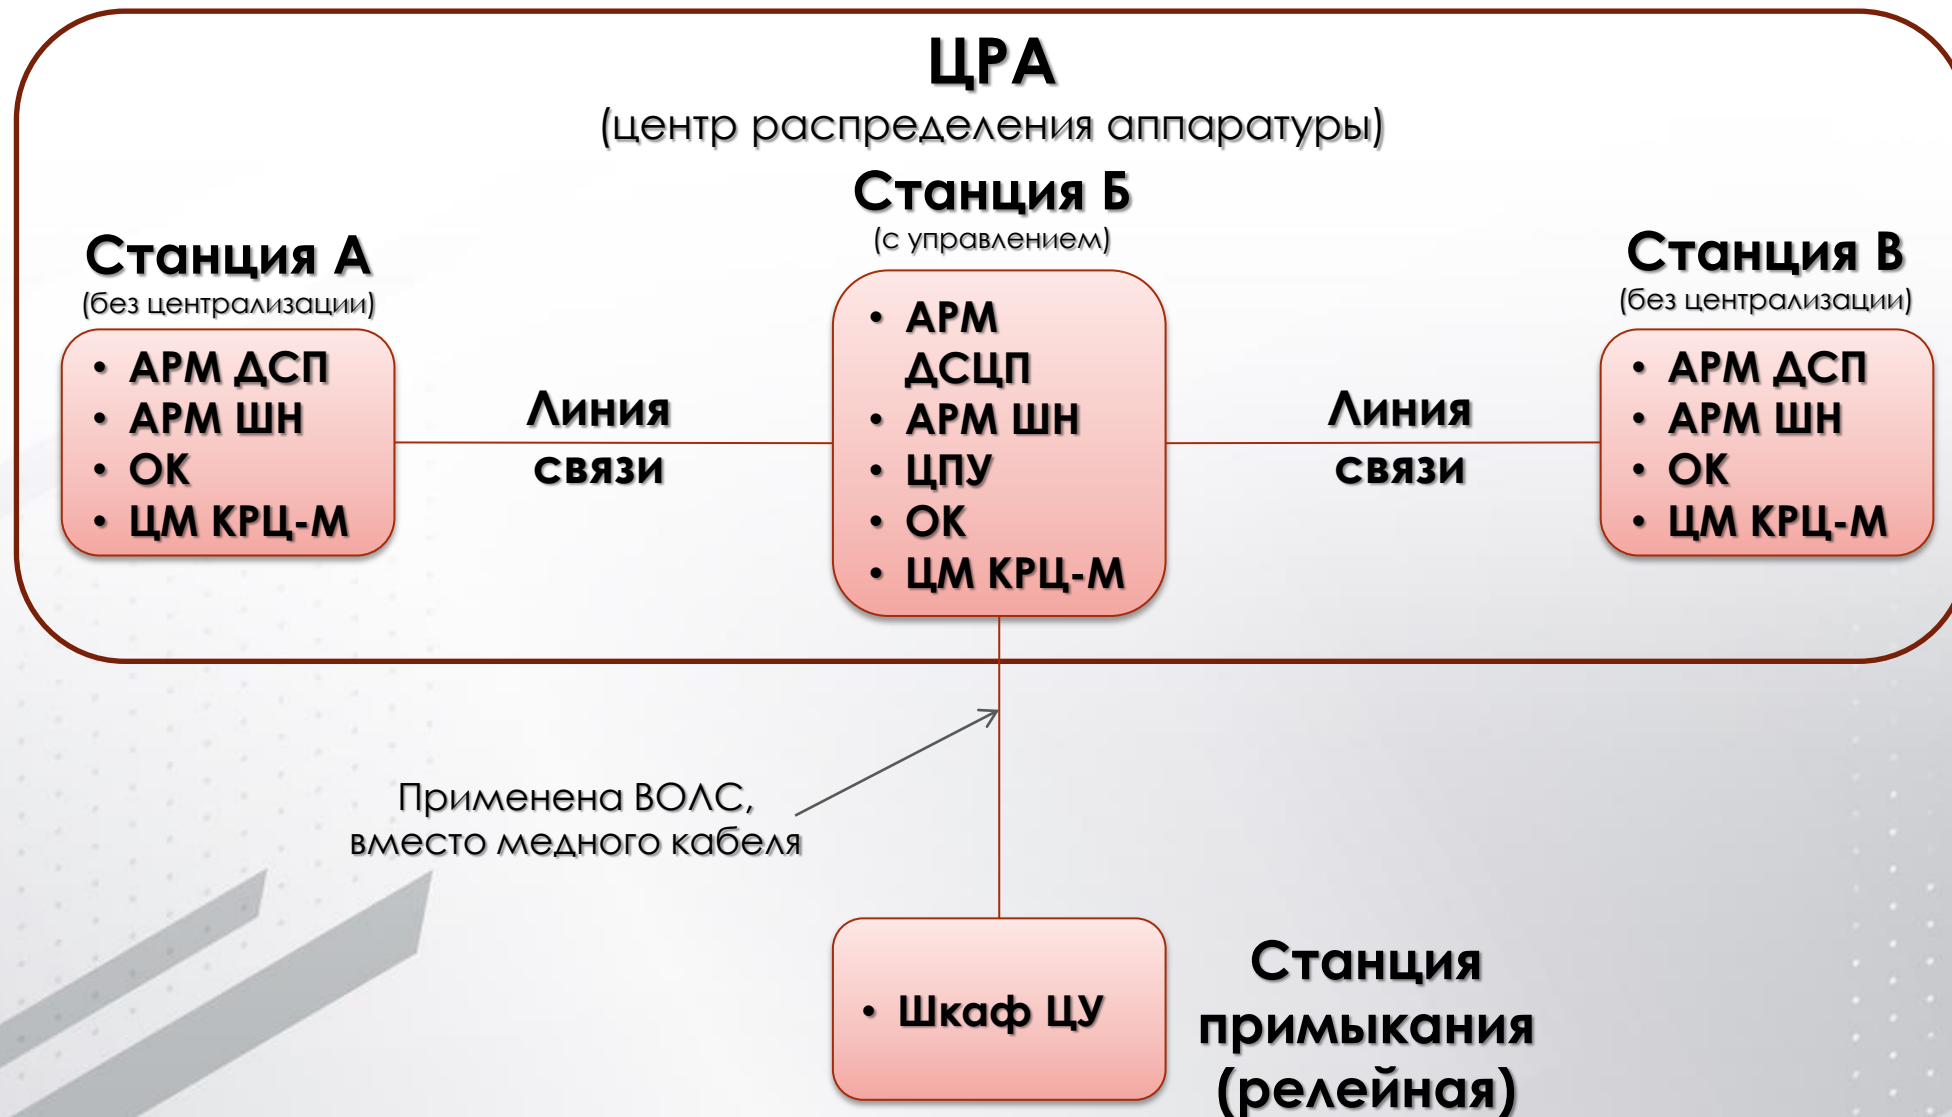 ЦРА
(центр распределения аппаратуры)
Станция Б
(с управлением)
Станция А
(без централизации)
• АРМ ДСП
• АРМ ШН
• ОК
• ЦМ КРЦ-М
Линия
связи
• АРМ
ДСЦП
• АРМ ШН
• ЦПУ
• ОК
• ЦМ КРЦ-М
Линия
связи
Станция В
(без централизации)
• АРМ ДСП
• АРМ ШН
• ОК
• ЦМ КРЦ-М
Применена ВОЛС,
вместо медного кабеля
• Шкаф ЦУ
Станция
примыкания
(релейная)